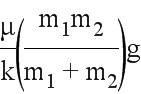 μ/k (m₁m₂ / m₁ + m₂) g